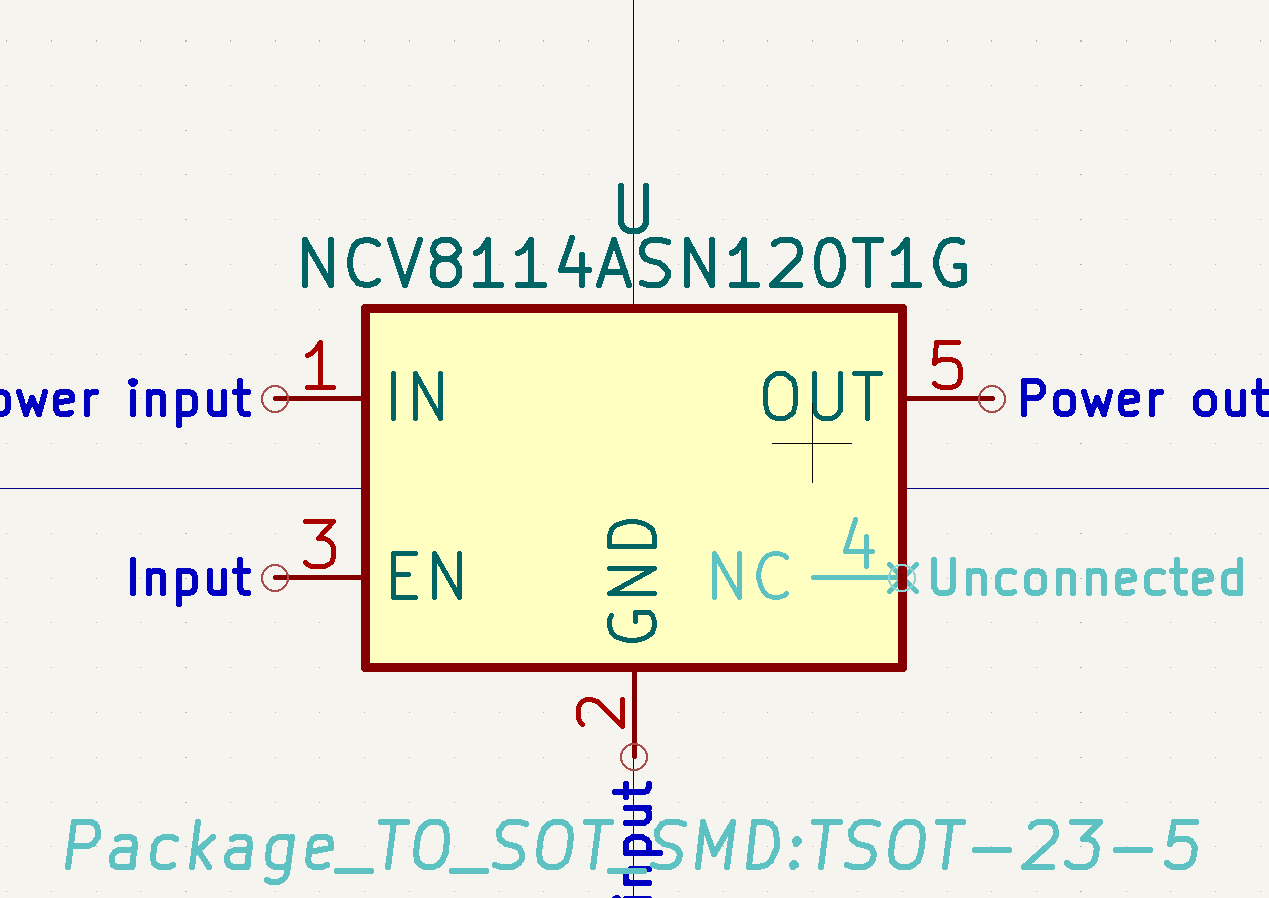 U
NCV8114ASN120T1G
1
5
ower input
IN
OUT
Power out
3
4
Input
EN
GND
NC
Unconnected
2
input
Package_TO_SOT_SMD:TSOT-23-5